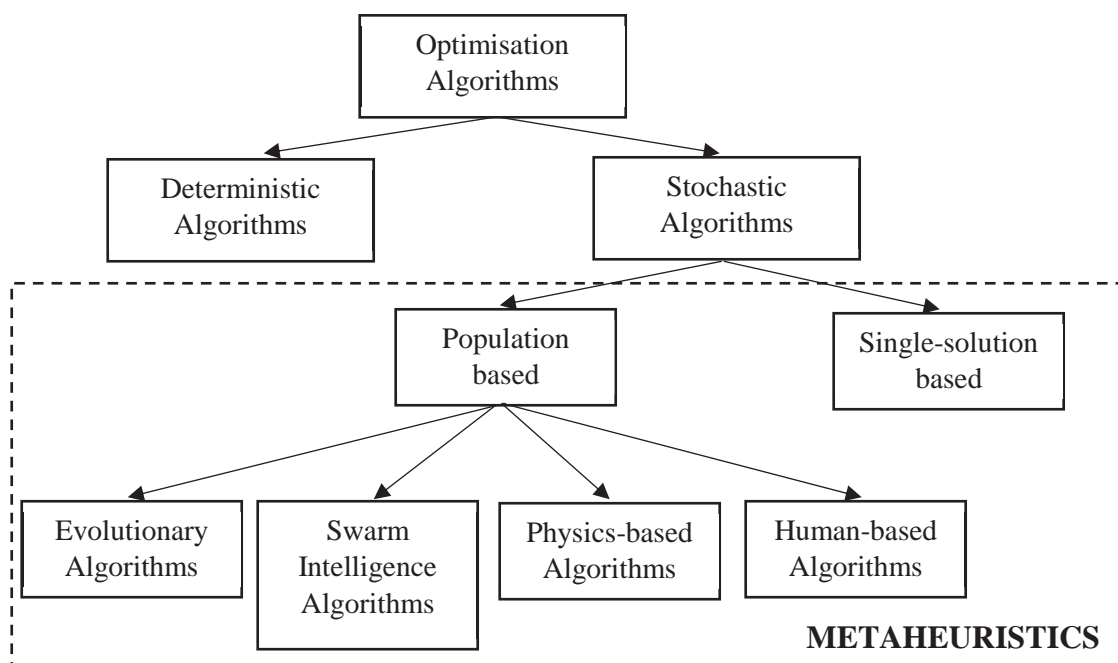 Optimisation
Algorithms
Deterministic
Algorithms
Stochastic
Algorithms
Population
based
Single-solution
based
Evolutionary
Algorithms
Swarm
Intelligence
Algorithms
Physics-based
Algorithms
Human-based
Algorithms
METAHEURISTICS